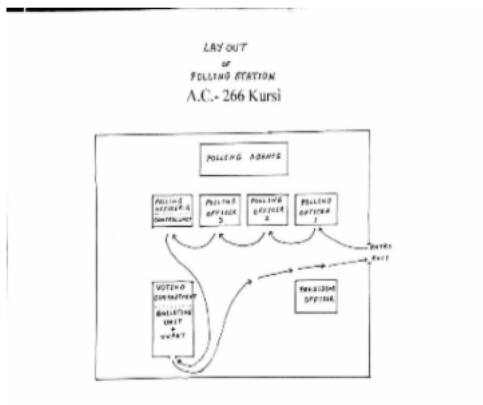 LAY OUT
OF
POLLING STATION
A.C.- 266 Kursi
POLLING AGENTS
POLLING
OFFICER-4
CONTROL UNIT
POLLING
OFFICER
3
POLLING
OFFICER
2
POLLING
OFFICER
1
ENTRY
EXIT
VOTING
COMPARTMENT
BALLOTING
UNIT
+
VVPAT
PRESIDING
OFFICER